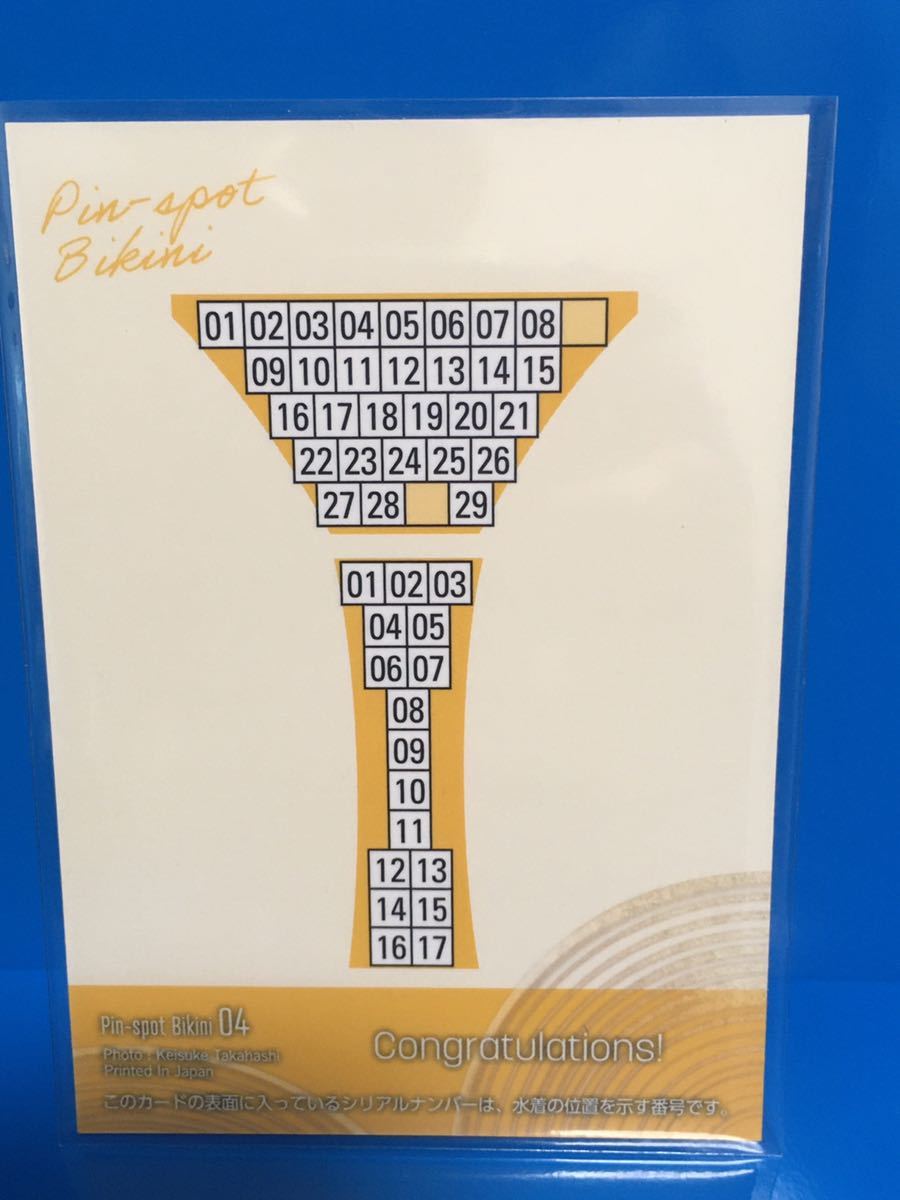 Pin-spot
Bikini
01 02 03 04 05 06 07 08
09 10 11 12 13 14 15
16 17 18 19 20 21
22 23 24 25 26
27 28 29
01 02 03
04 05
06 07
08
09
10
11
12 13
14 15
16 17
Pin-spot Bikini 04
Photo : Keisuke Takahashi
Printed In Japan
Congratulations!
このカードの表面に入っているシリアルナンバーは、水着の位置を示す番号です。